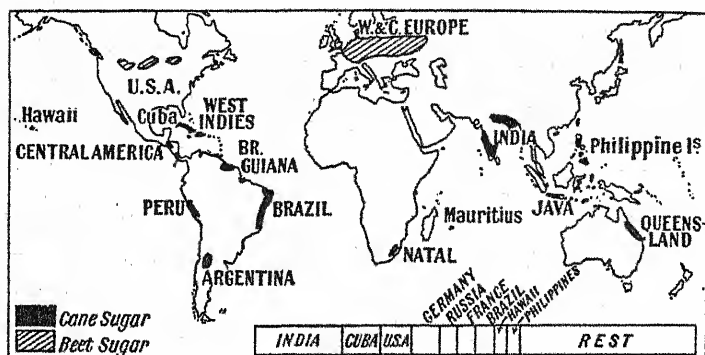 W.& C. EUROPE
U.S.A.
Hawaii
Cuba
WEST
INDIES
INDIA
Philippine Is
CENTRAL AMERICA
BR.
GUIANA
PERU
BRAZIL
Mauritius
JAVA
QUEENS-
LAND
NATAL
ARGENTINA
Cane Sugar
Beet Sugar
GERMANY
RUSSIA
FRANCE
BRAZIL
HAWAII
PHILIPPINES
INDIA
CUBA
U.S.A
REST